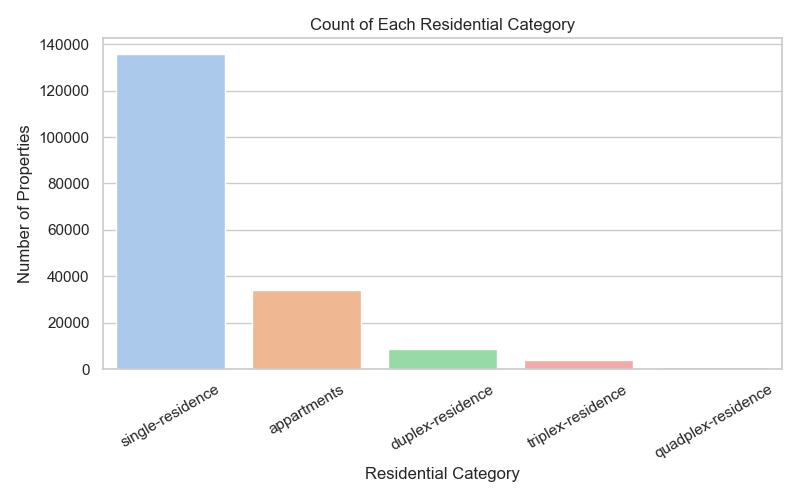 Count of Each Residential Category
Number of Properties
140000
120000
100000
80000
60000
40000
20000
0
single-residence
appartments
duplex-residence
triplex-residence
quadplex-residence
Residential Category